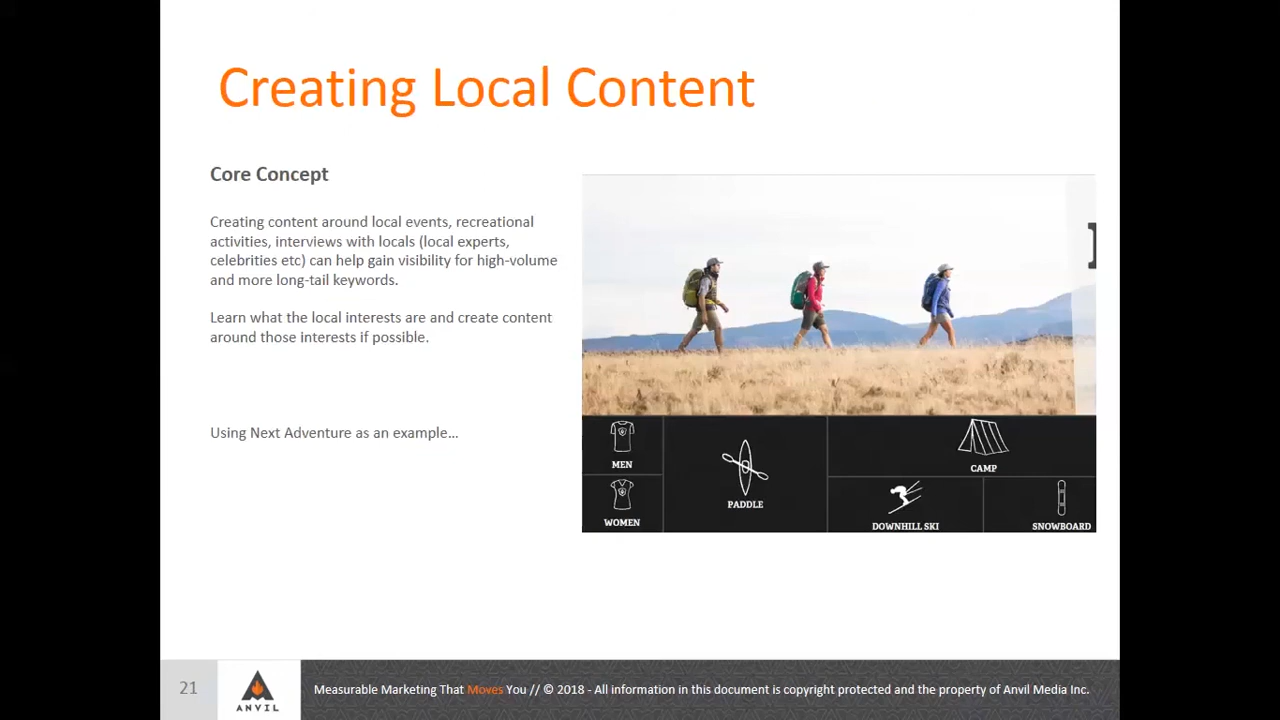 Creating Local Content
Core Concept
Creating content around local events, recreational
activities, interviews with locals (local experts,
celebrities etc) can help gain visibility for high-volume
and more long-tail keywords.
Learn what the local interests are and create content
around those interests if possible.
Using Next Adventure as an example…
MEN
WOMEN
PADDLE
CAMP
DOWNHILL SKI
SNOWBOARD
21
ANVIL
Measurable Marketing That Moves You // © 2018 - All information in this document is copyright protected and the property of Anvil Media Inc.